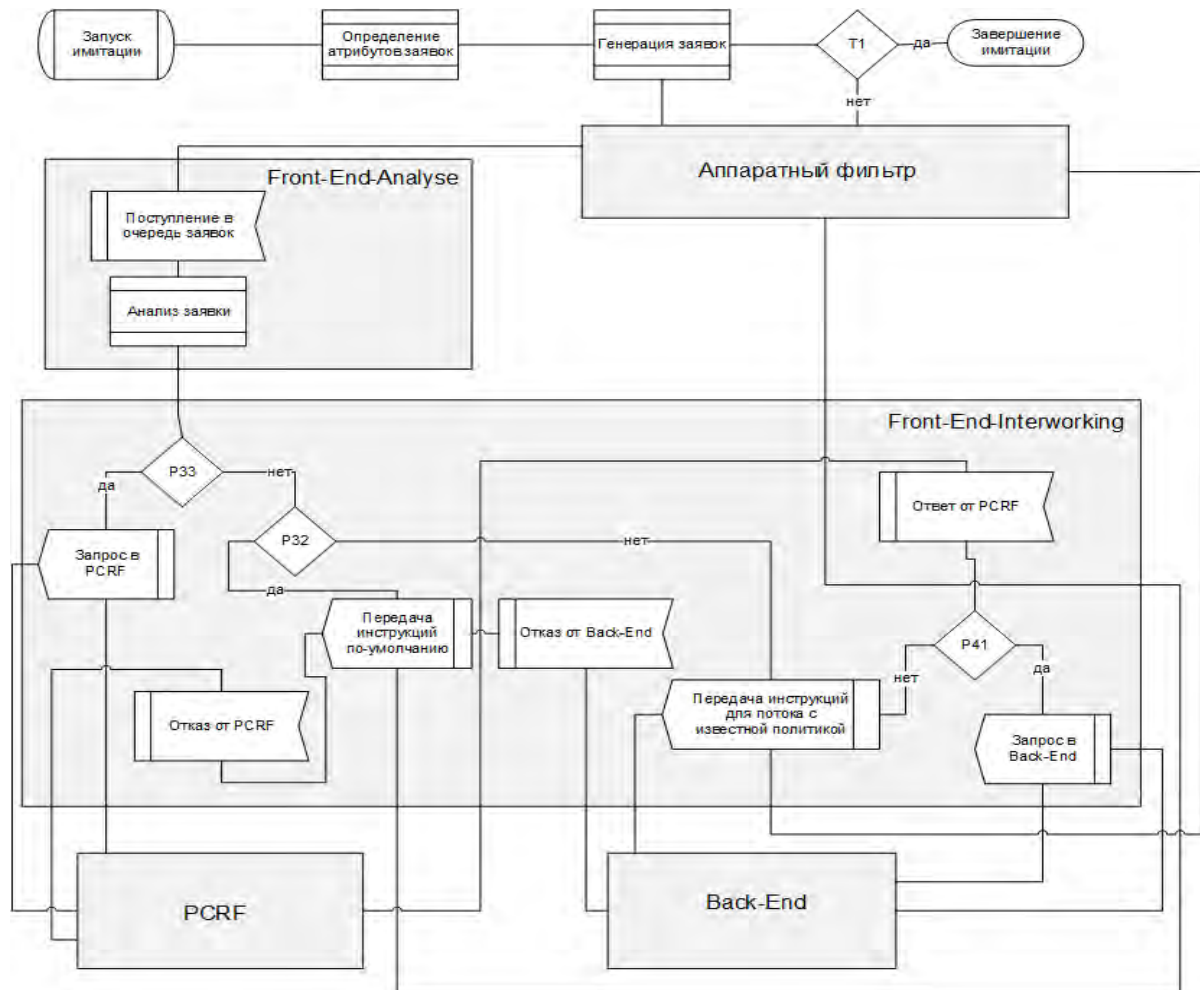 Запуск
имитации
Определение
атрибутов заявок
Генерация заявок
T1
да
Завершение
имитации
нет
Аппаратный фильтр
Front-End-Analyse
Поступление в
очередь заявок
Анализ заявки
Front-End-Interworking
P33
да
нет
Ответ от PCRF
P32
нет
да
Запрос в
PCRF
Передача
инструкций
по-умолчанию
Отказ от Back-End
P41
нет
да
Отказ от PCRF
Передача инструкций
для потока с
известной политикой
Запрос в
Back-End
PCRF
Back-End